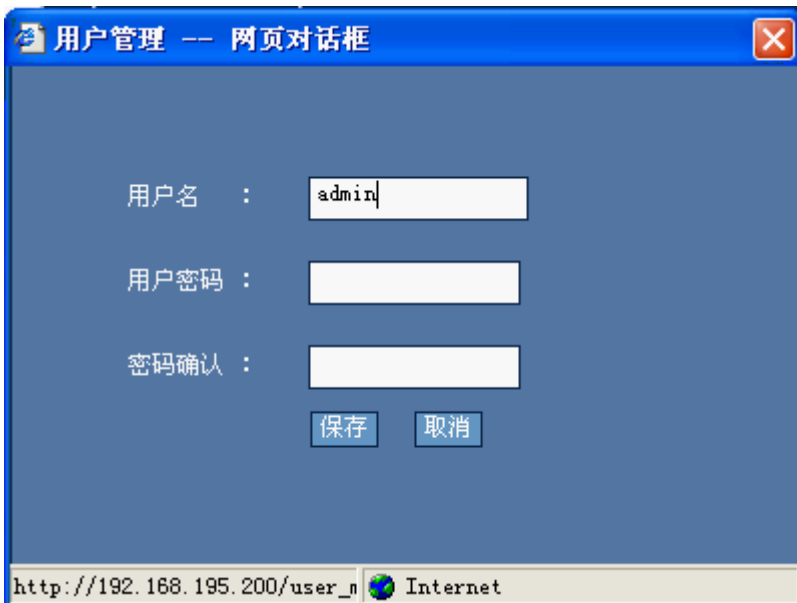 用户管理 -- 网页对话框
用户名 : admin
用户密码 :
密码确认 :
保存 取消
http://192.168.195.200/user_m Internet